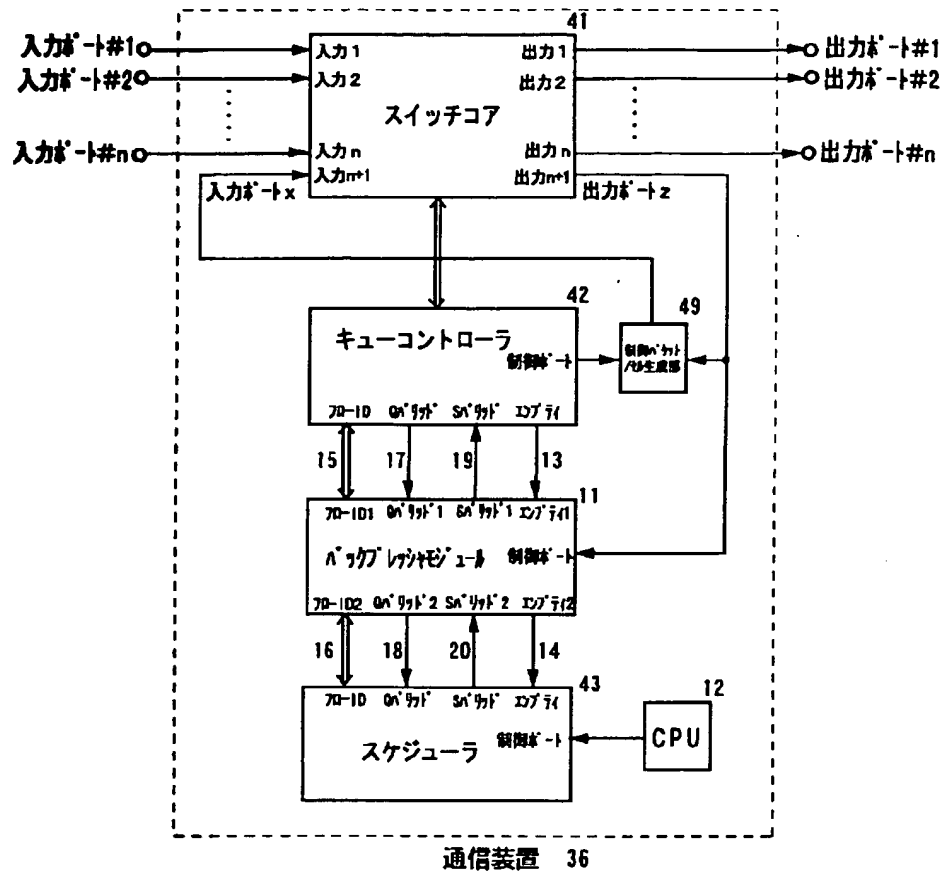 41
入力ポート#1
入力1
出力1
出力ポート#1
入力ポート#2
入力2
出力2
出力ポート#2
スイッチコア
入力ポート#n
入力n
出力n
出力ポート#n
入力n+1
出力n+1
入力ポートx
出力ポートz
42
49
キューコントローラ
制御ポート
制御パケット
/セル生成部
フローID
Qバリッド
Sバリッド
エンプティ
15
17
19
13
11
フローID1
Qバリッド1
Sバリッド1
エンプティ1
バックプレッシャモジュール
制御ポート
フローID2
Qバリッド2
Sバリッド2
エンプティ2
16
18
20
14
43
12
フローID
Qバリッド
Sバリッド
エンプティ
制御ポート
CPU
スケジューラ
通信装置 36